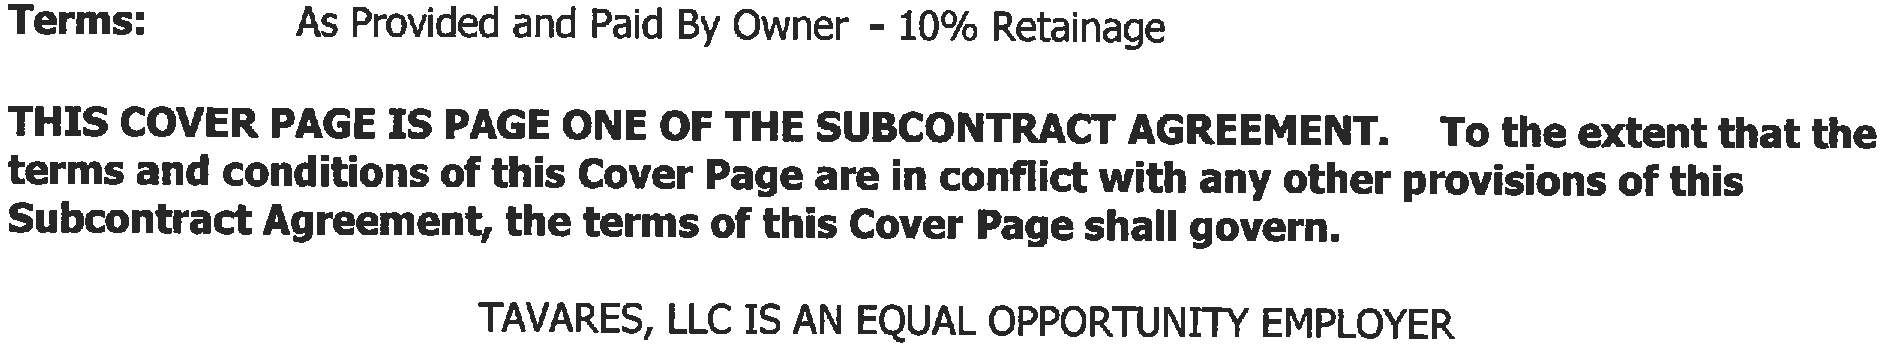 Terms: As Provided and Paid By Owner - 10% Retainage
THIS COVER PAGE IS PAGE ONE OF THE SUBCONTRACT AGREEMENT. To the extent that the
terms and conditions of this Cover Page are in conflict with any other provisions of this
Subcontract Agreement, the terms of this Cover Page shall govern.
TAVARES, LLC IS AN EQUAL OPPORTUNITY EMPLOYER